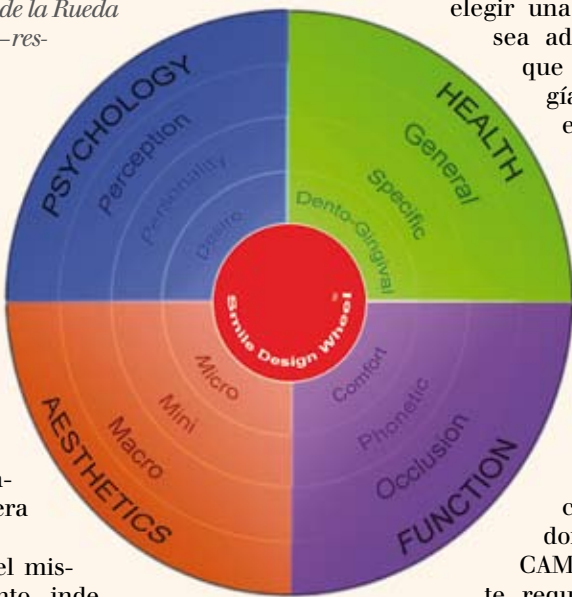 de la Rueda
–res-
elegir una
sea ad
que
gía
e
PSYCHOLOGY
Perception
Personality
Desire
HEALTH
General
Specific
Dento-Gingival
Smile Design Wheel
AESTHETICS
Macro
Mini
Micro
FUNCTION
Occlusion
Phonetic
Comfort
n-
era
el mis-
nto inde
c
do
CAM
te requ